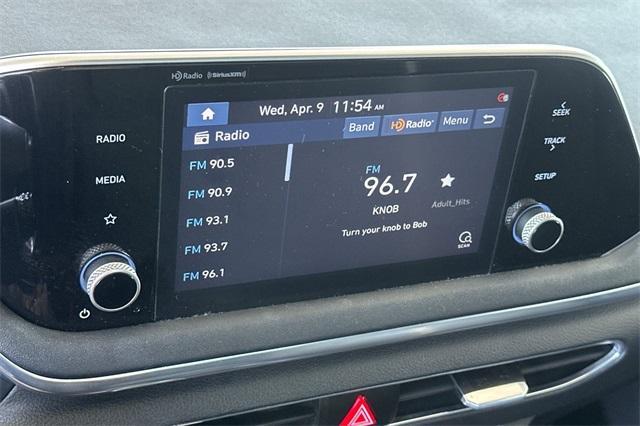 HD Radio SiriusXM
Wed, Apr. 9 11:54 AM
Radio
Band HD Radio Menu
FM 90.5
FM 90.9
FM 93.1
FM 93.7
FM 96.1
FM
96.7
KNOB
Adult_Hits
Turn your knob to Bob
SCAN
RADIO
MEDIA
SEEK
TRACK
SETUP